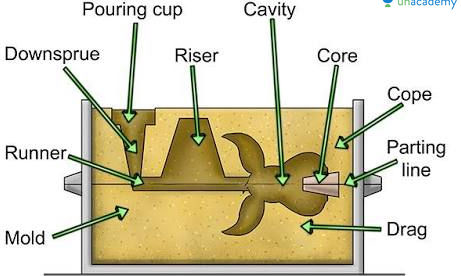 unacademy
Pouring cup
Cavity
Downsprue
Riser
Core
Cope
Runner
Parting
line
Mold
Drag